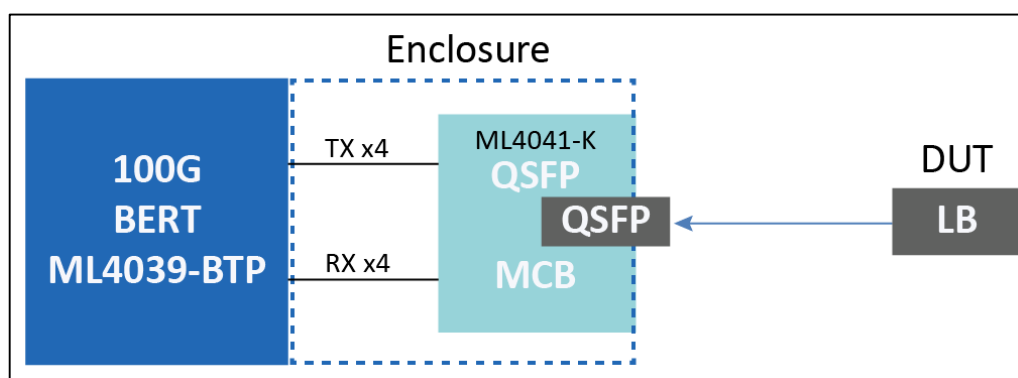 Enclosure
100G
BERT
ML4039-BTP
TX x4
RX x4
ML4041-K
QSFP
QSFP
MCB
DUT
LB